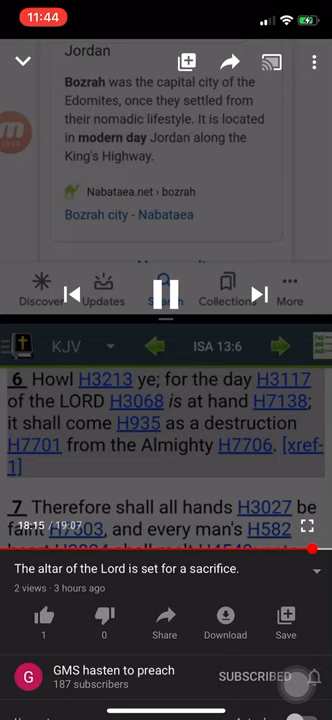 11:44
Jordan
Bozrah was the capital city of the
Edomites, once they settled from
their nomadic lifestyle. It is located
in modern day Jordan along the
King's Highway.
Nabataea.net › bozrah
Bozrah city - Nabataea
Discover
Updates
Search
Collections
More
KJV
ISA 13:6
6 Howl H3213 ye; for the day H3117
of the LORD H3068 is at hand H7138;
it shall come H935 as a destruction
H7701 from the Almighty H7706. [xref-
1]
7 Therefore shall all hands H3027 be
faint H7503, and every man's H582
18:15 / 19:07
The altar of the Lord is set for a sacrifice.
2 views · 3 hours ago
1
0
Share
Download
Save
G
GMS hasten to preach
187 subscribers
SUBSCRIBED